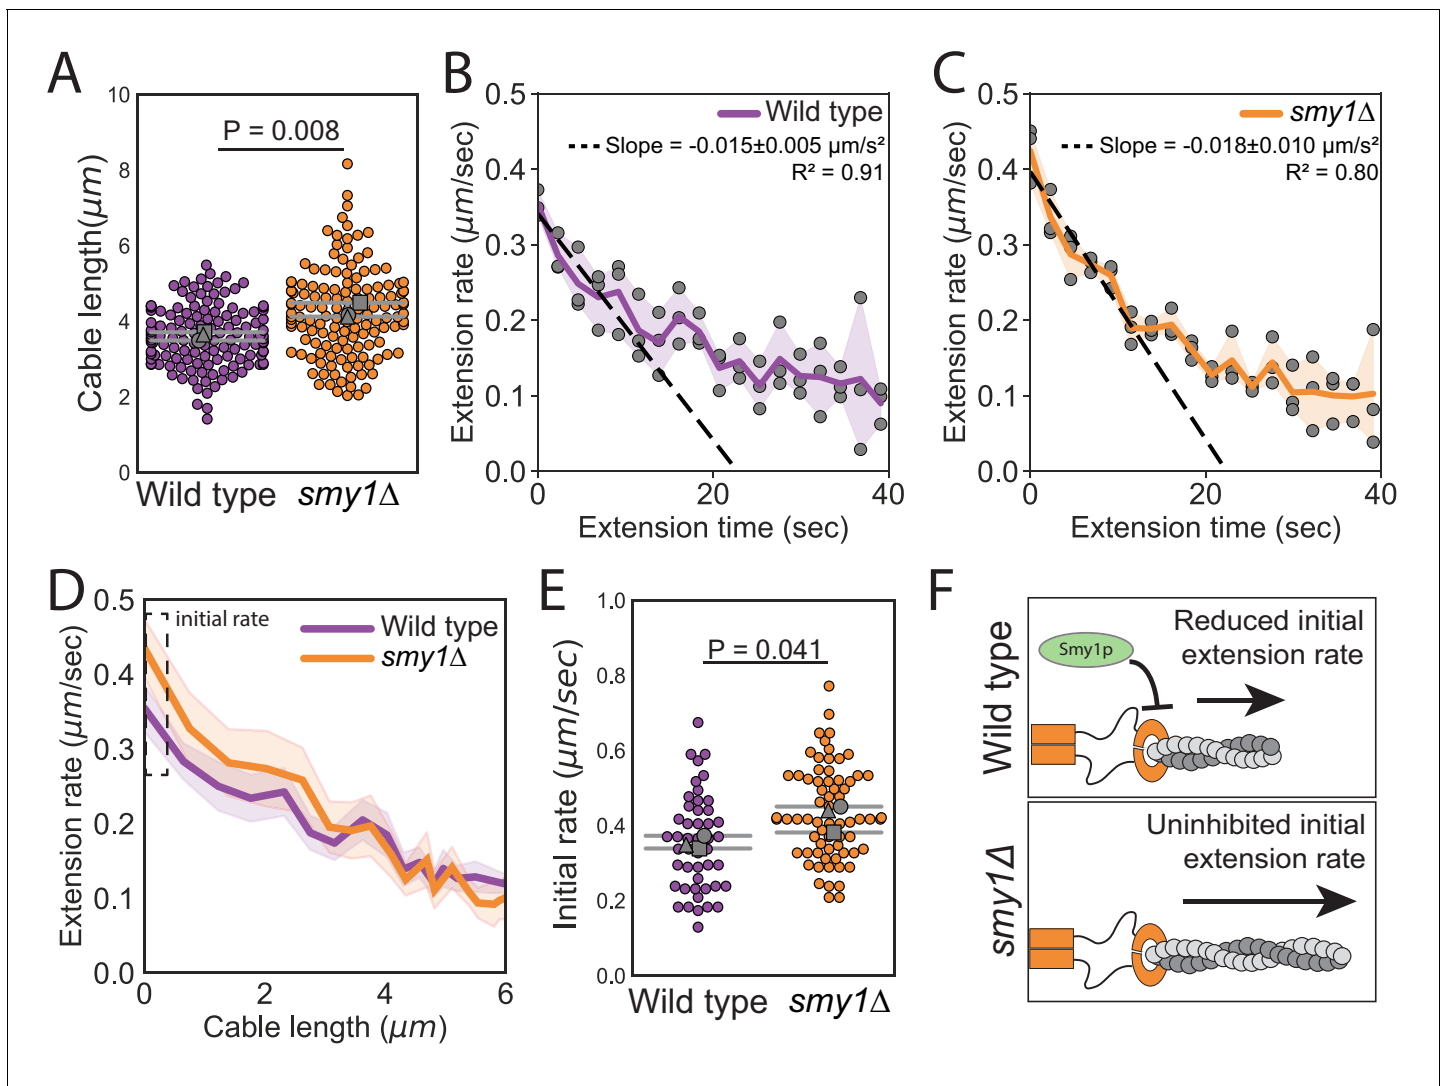 A
10
8
6
4
2
0
Cable length(μm)
P = 0.008
Wild type smy1Δ
B
0.5
0.4
0.3
0.2
0.1
0.0
Extension rate (μm/sec)
Wild type
Slope = -0.015±0.005 μm/s²
R² = 0.91
0 20 40
Extension time (sec)
C
0.5
0.4
0.3
0.2
0.1
0.0
Extension rate (μm/sec)
smy1Δ
Slope = -0.018±0.010 μm/s²
R² = 0.80
0 20 40
Extension time (sec)
D
0.5
0.4
0.3
0.2
0.1
0.0
Extension rate (μm/sec)
initial rate
Wild type
smy1Δ
0 2 4 6
Cable length (μm)
E
1.0
0.8
0.6
0.4
0.2
0.0
Initial rate (μm/sec)
P = 0.041
Wild type smy1Δ
F
Wild type
Smy1p
Reduced initial
extension rate
smy1Δ
Uninhibited initial
extension rate